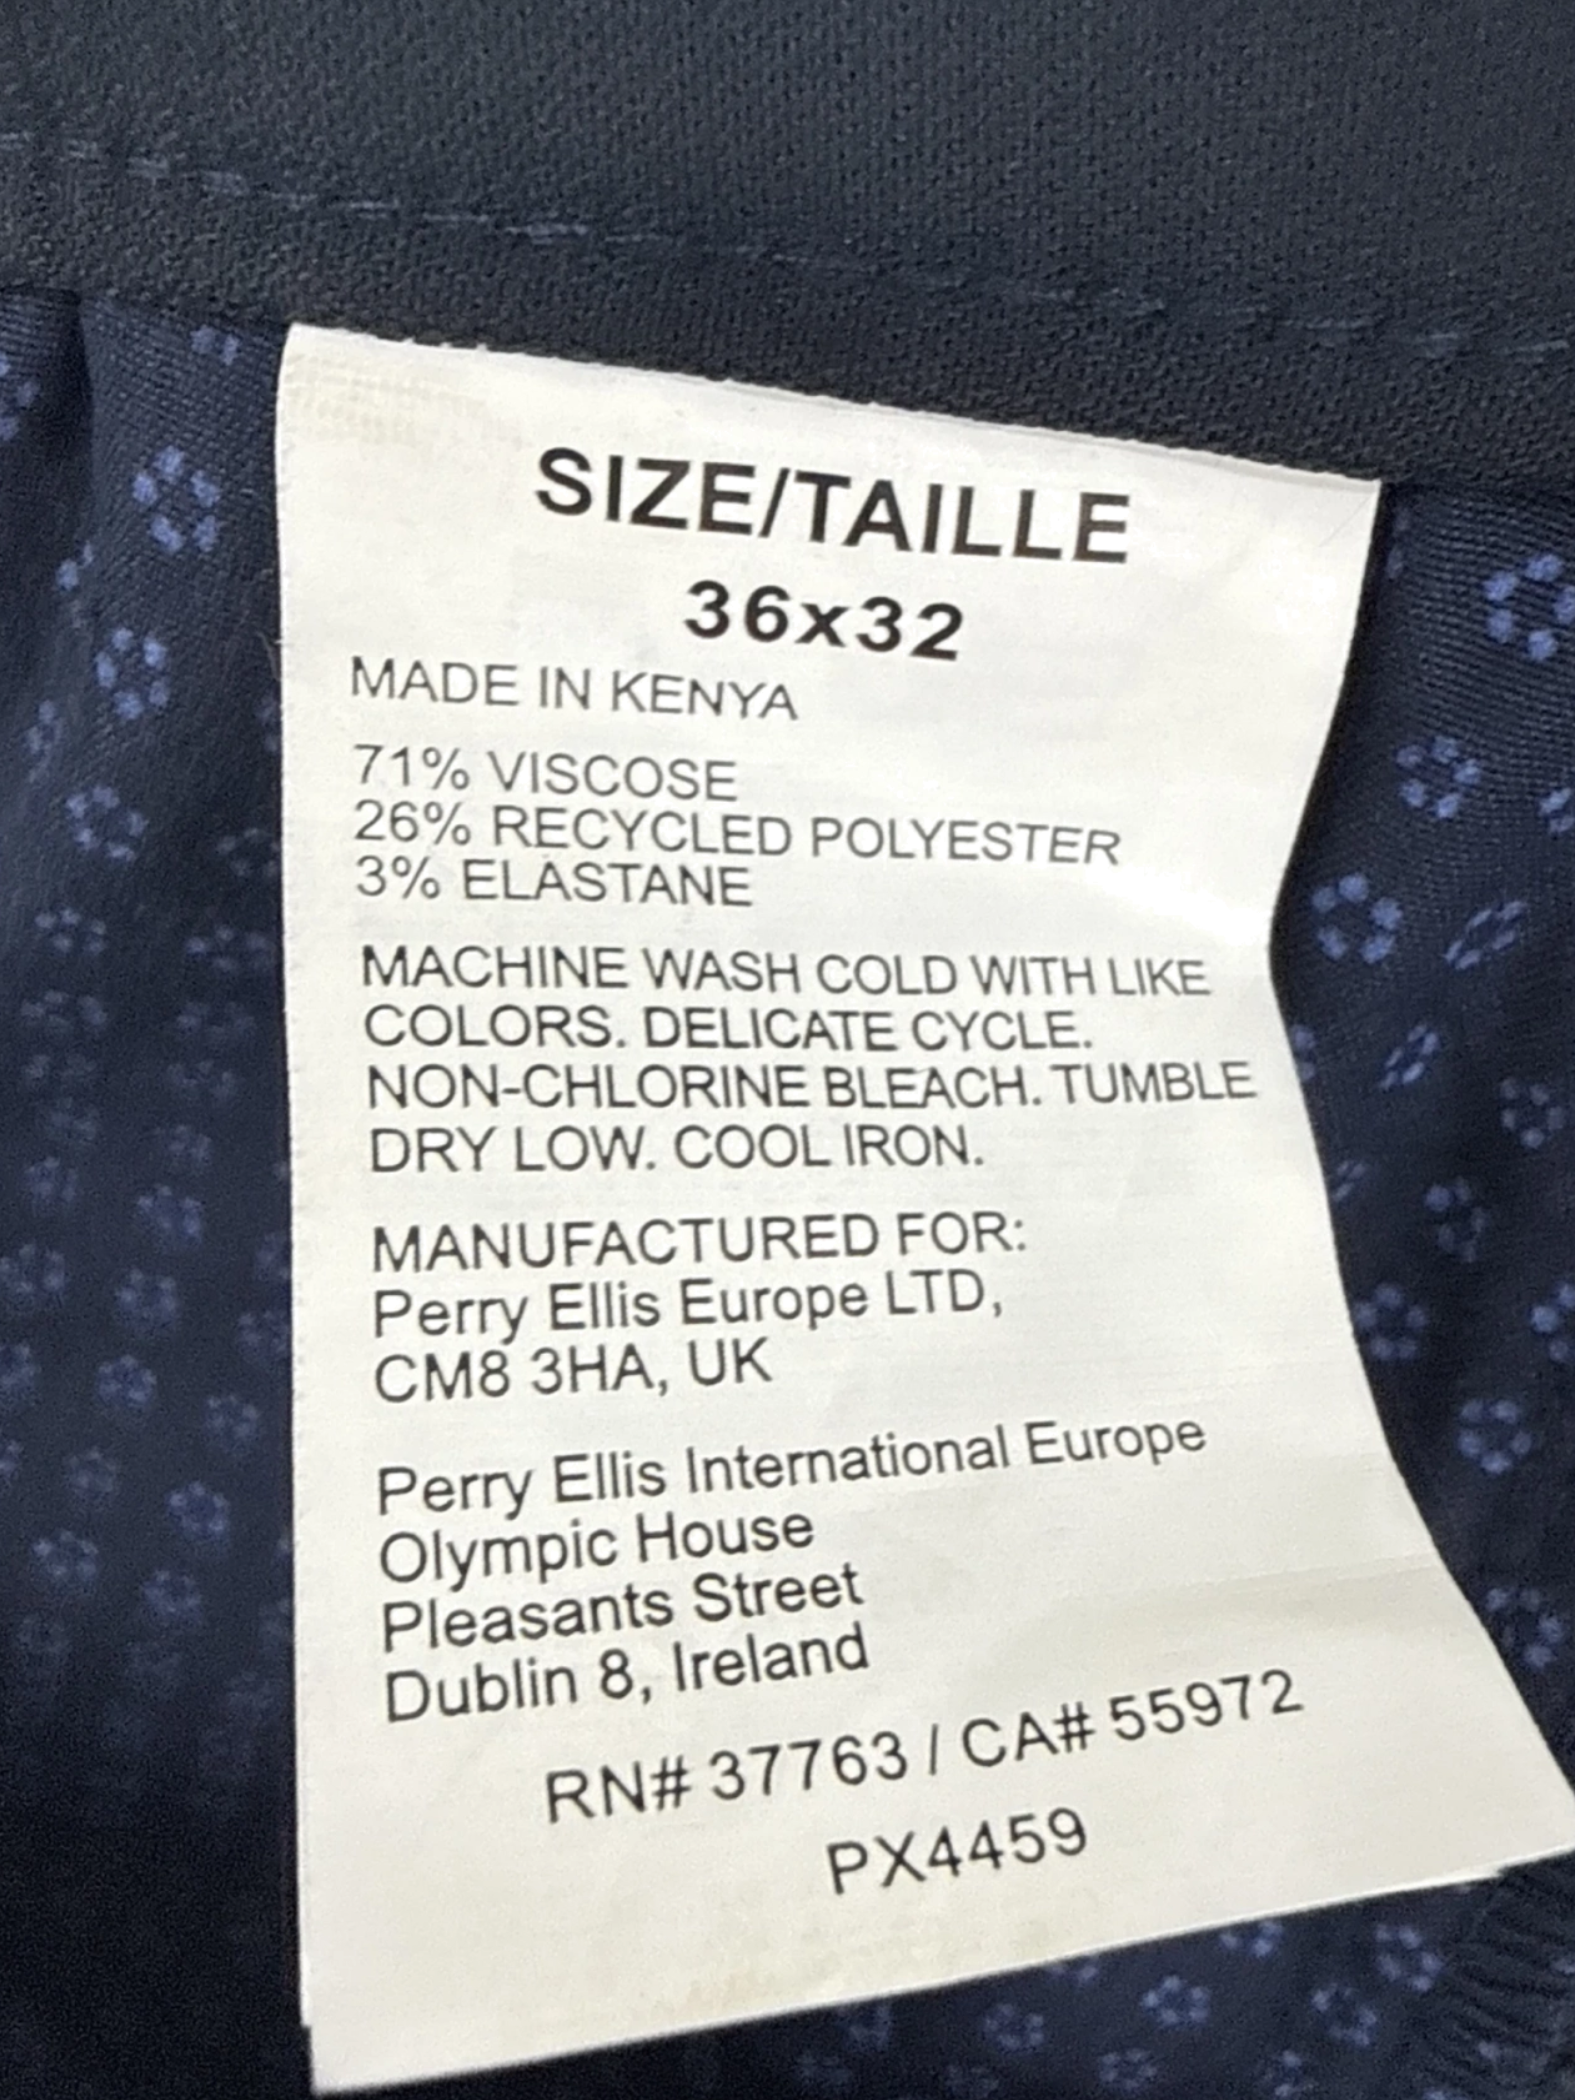 SIZE/TAILLE
36x32
MADE IN KENYA
71% VISCOSE
26% RECYCLED POLYESTER
3% ELASTANE
MACHINE WASH COLD WITH LIKE
COLORS. DELICATE CYCLE.
NON-CHLORINE BLEACH. TUMBLE
DRY LOW. COOL IRON.
MANUFACTURED FOR:
Perry Ellis Europe LTD,
CM8 3HA, UK
Perry Ellis International Europe
Olympic House
Pleasants Street
Dublin 8, Ireland
RN# 37763 / CA# 55972
PX4459